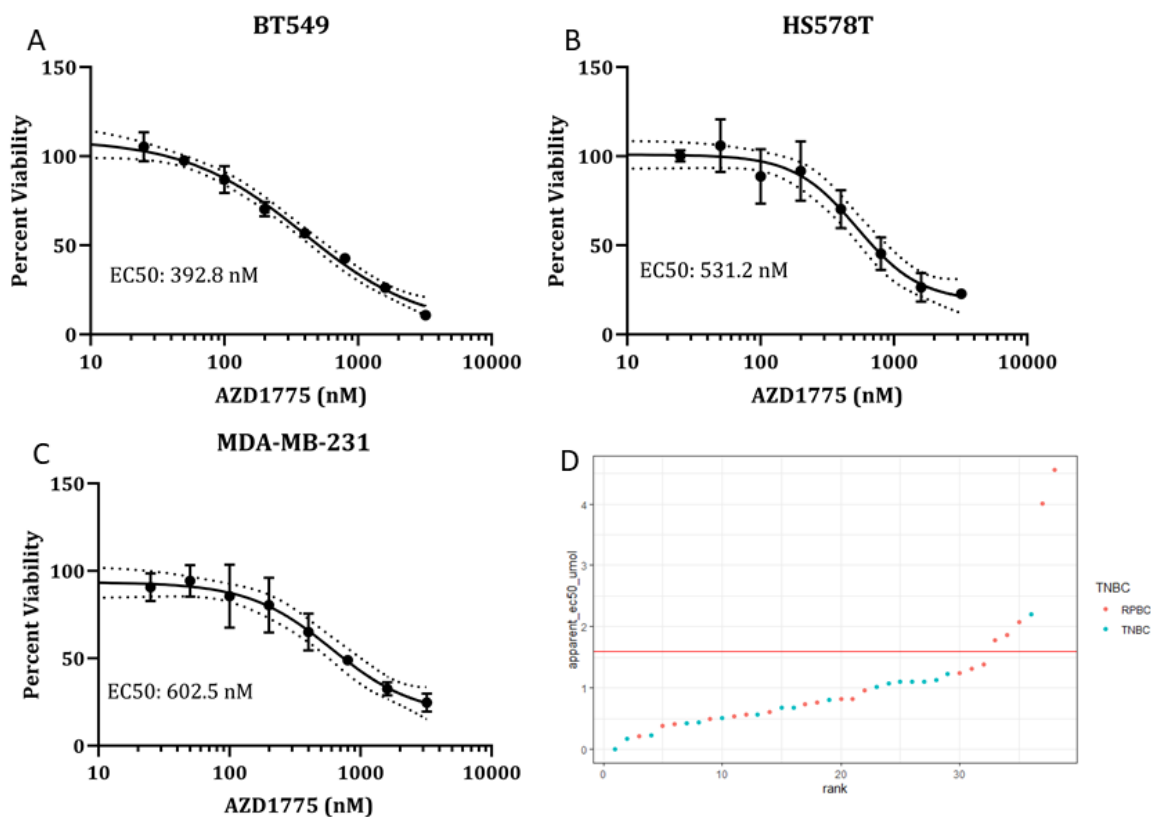 A
BT549
150
100
50
0
Percent Viability
EC50: 392.8 nM
10
100
1000
10000
AZD1775 (nM)
B
HS578T
150
100
50
0
Percent Viability
EC50: 531.2 nM
10
100
1000
10000
AZD1775 (nM)
C
MDA-MB-231
150
100
50
0
Percent Viability
EC50: 602.5 nM
10
100
1000
10000
AZD1775 (nM)
D
4
3
2
1
0
apparent_ec50_umol
0
10
20
30
rank
TNBC
RPBC
TNBC